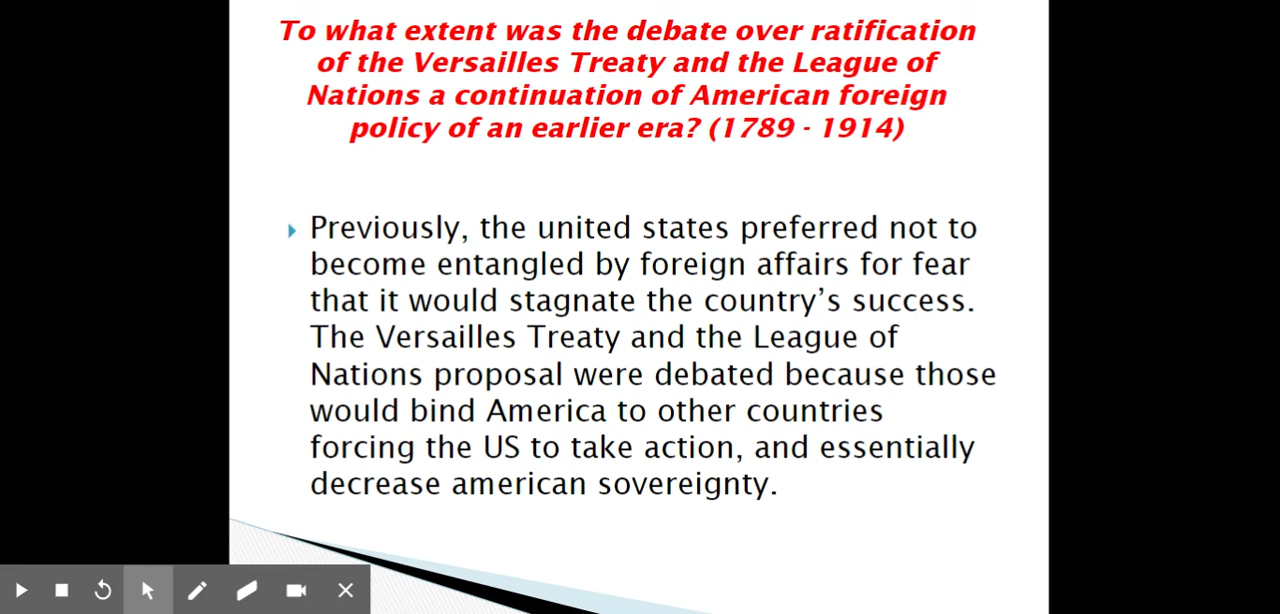 To what extent was the debate over ratification
of the Versailles Treaty and the League of
Nations a continuation of American foreign
policy of an earlier era? (1789 - 1914)
Previously, the united states preferred not to
become entangled by foreign affairs for fear
that it would stagnate the country’s success.
The Versailles Treaty and the League of
Nations proposal were debated because those
would bind America to other countries
forcing the US to take action, and essentially
decrease american sovereignty.